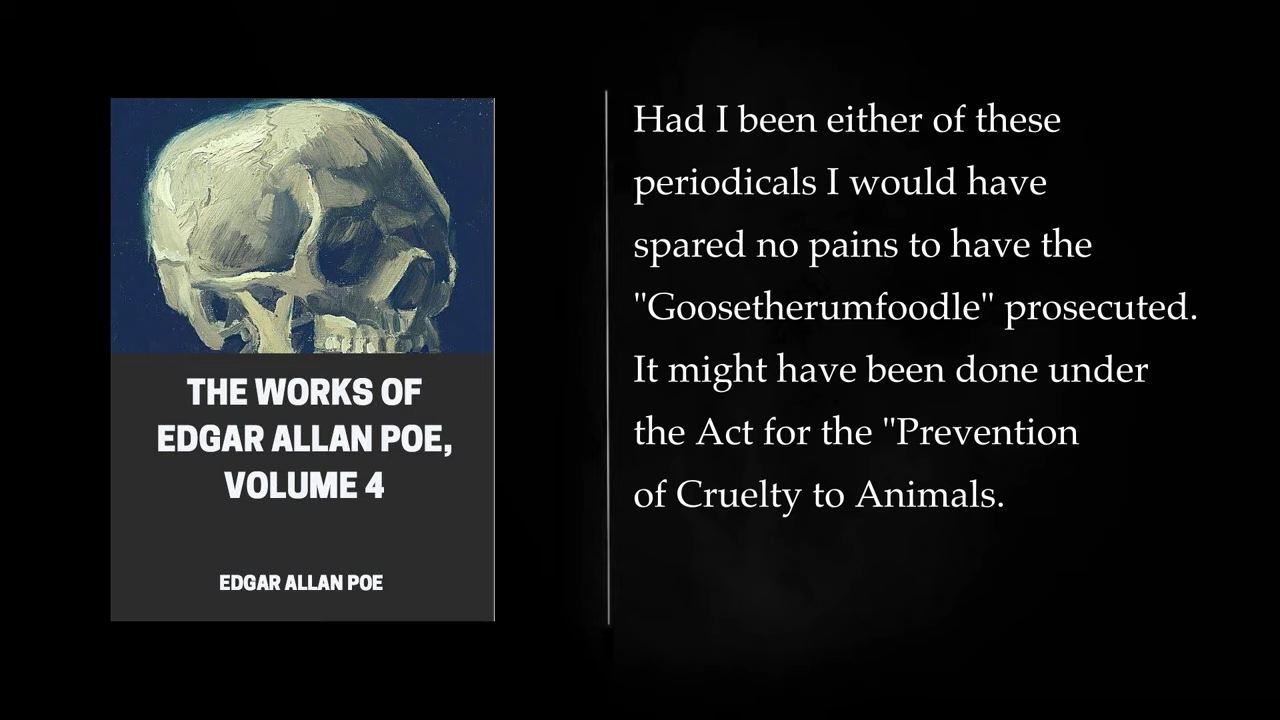 THE WORKS OF
EDGAR ALLAN POE,
VOLUME 4
EDGAR ALLAN POE
Had I been either of these
periodicals I would have
spared no pains to have the
"Goosetherumfoodle" prosecuted.
It might have been done under
the Act for the "Prevention
of Cruelty to Animals.